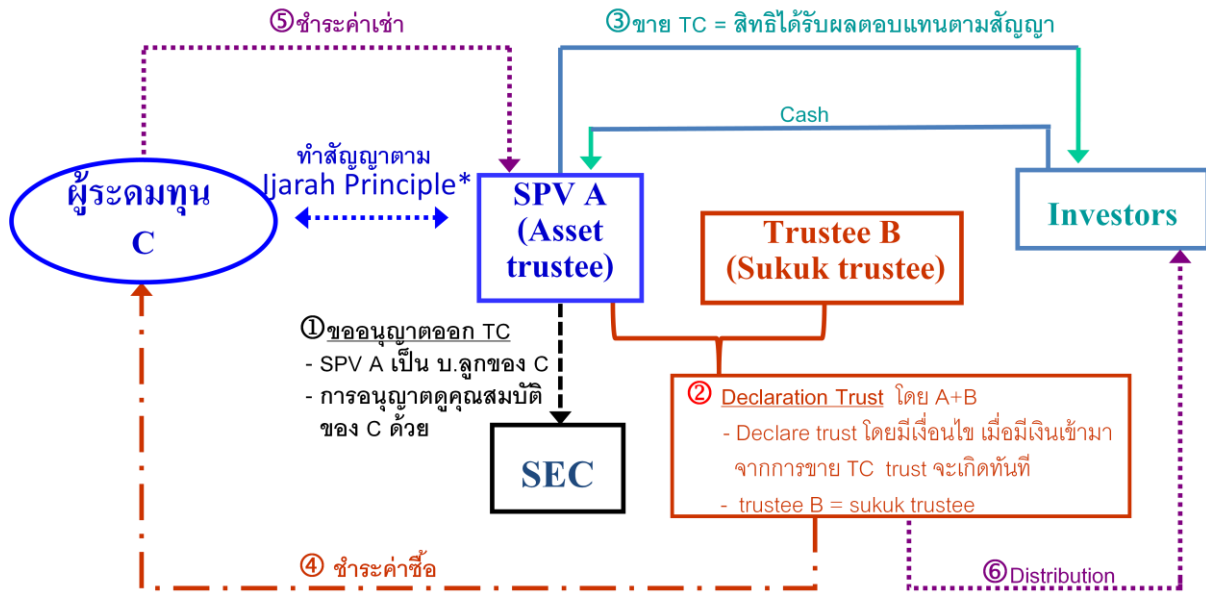 ⑤ชำระค่าเช่า
③ขาย TC = สิทธิได้รับผลตอบแทนตามสัญญา
Cash
ทำสัญญาตาม
Ijarah Principle*
ผู้ระดมทุน
C
SPV A
(Asset
trustee)
Trustee B
(Sukuk trustee)
Investors
①ขออนุญาตออก TC
- SPV A เป็น บ.ลูกของ C
- การอนุญาตดูคุณสมบัติ
ของ C ด้วย
SEC
② Declaration Trust โดย A+B
- Declare trust โดยมีเงื่อนไข เมื่อมีเงินเข้ามา
จากการขาย TC trust จะเกิดทันที
- trustee B = sukuk trustee
④ ชำระค่าซื้อ
⑥Distribution